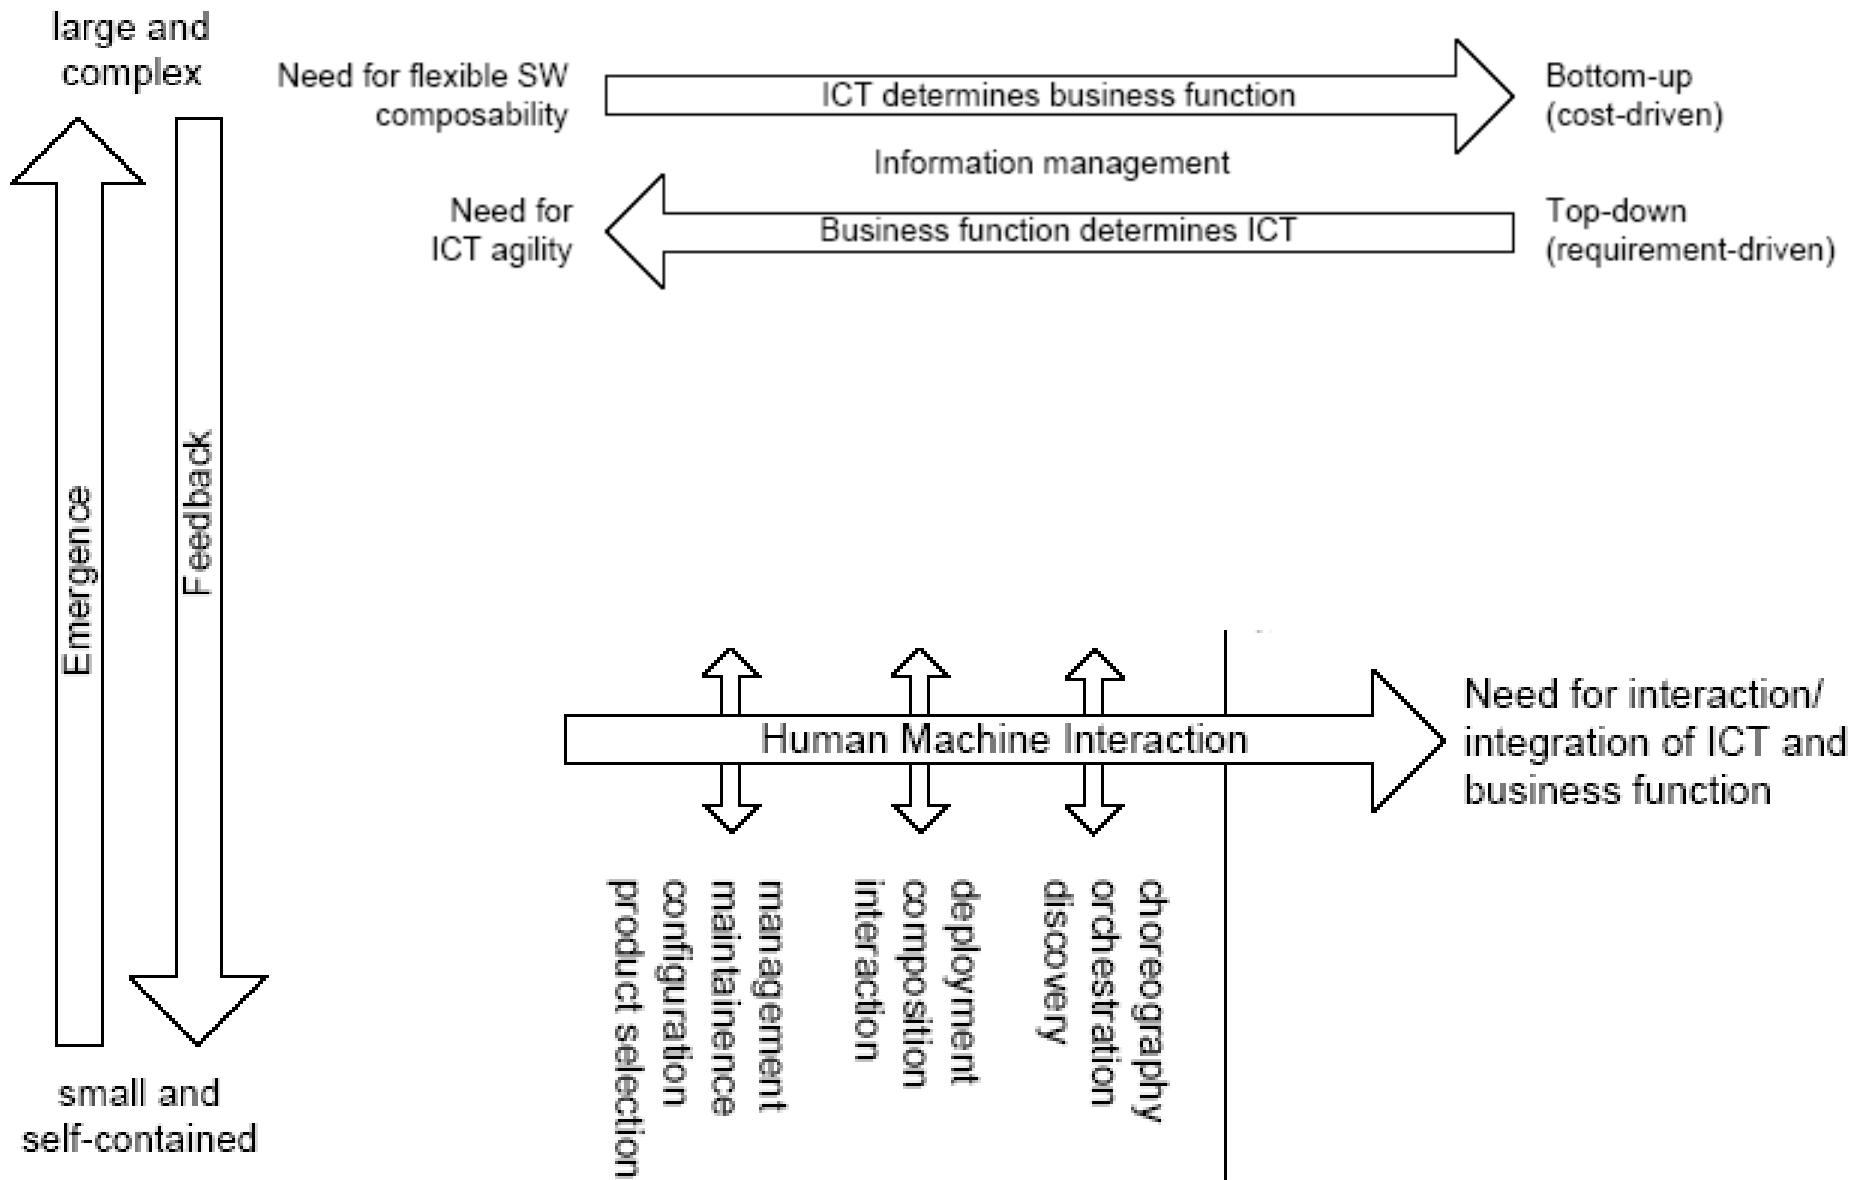 large and
complex
Need for flexible SW
composability
ICT determines business function
Bottom-up
(cost-driven)
Information management
Need for
ICT agility
Business function determines ICT
Top-down
(requirement-driven)
Emergence
Feedback
Human Machine Interaction
Need for interaction/
integration of ICT and
business function
product selection
configuration
maintainence
management
interaction
composition
deployment
discovery
orchestration
choreography
small and
self-contained